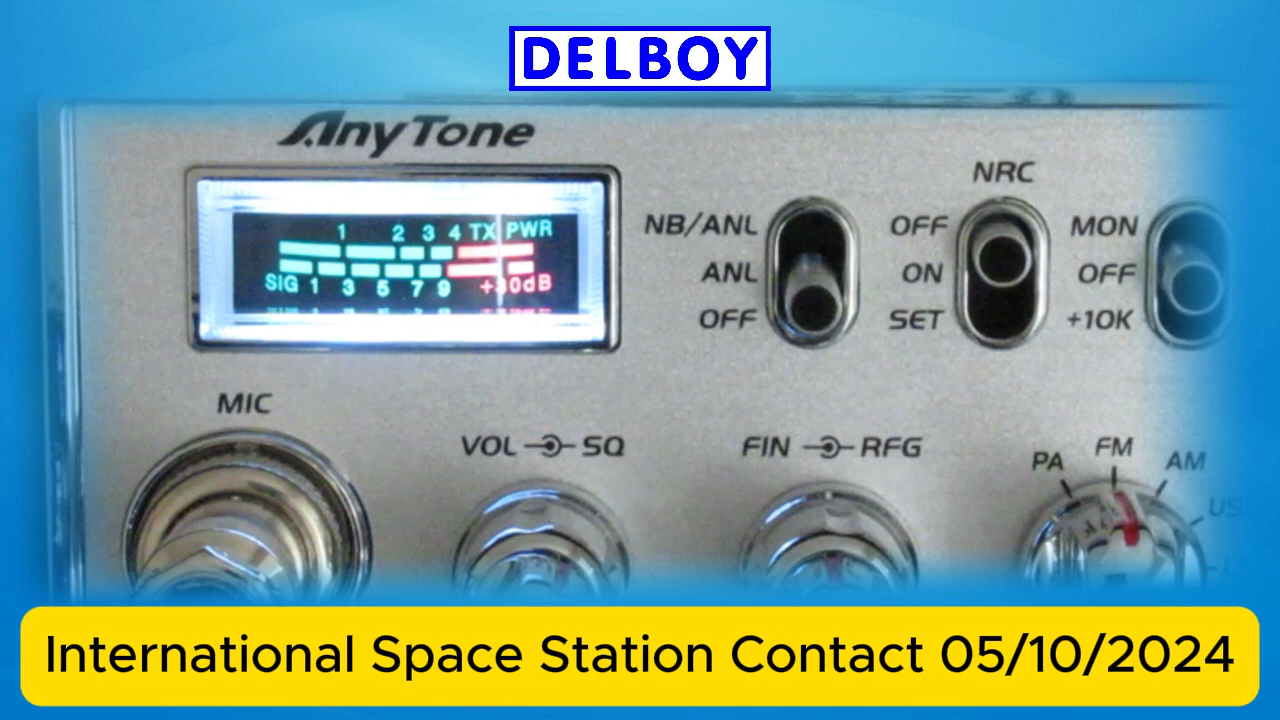 DELBOY
AnyTone
NRC
NB/ANL
OFF
MON
ANL
ON
OFF
OFF
SET
+10K
1 2 3 4 TX PWR
SIG 1 3 5 7 9 +30dB
MIC
VOL SQ
FIN RFG
PA FM AM
International Space Station Contact 05/10/2024